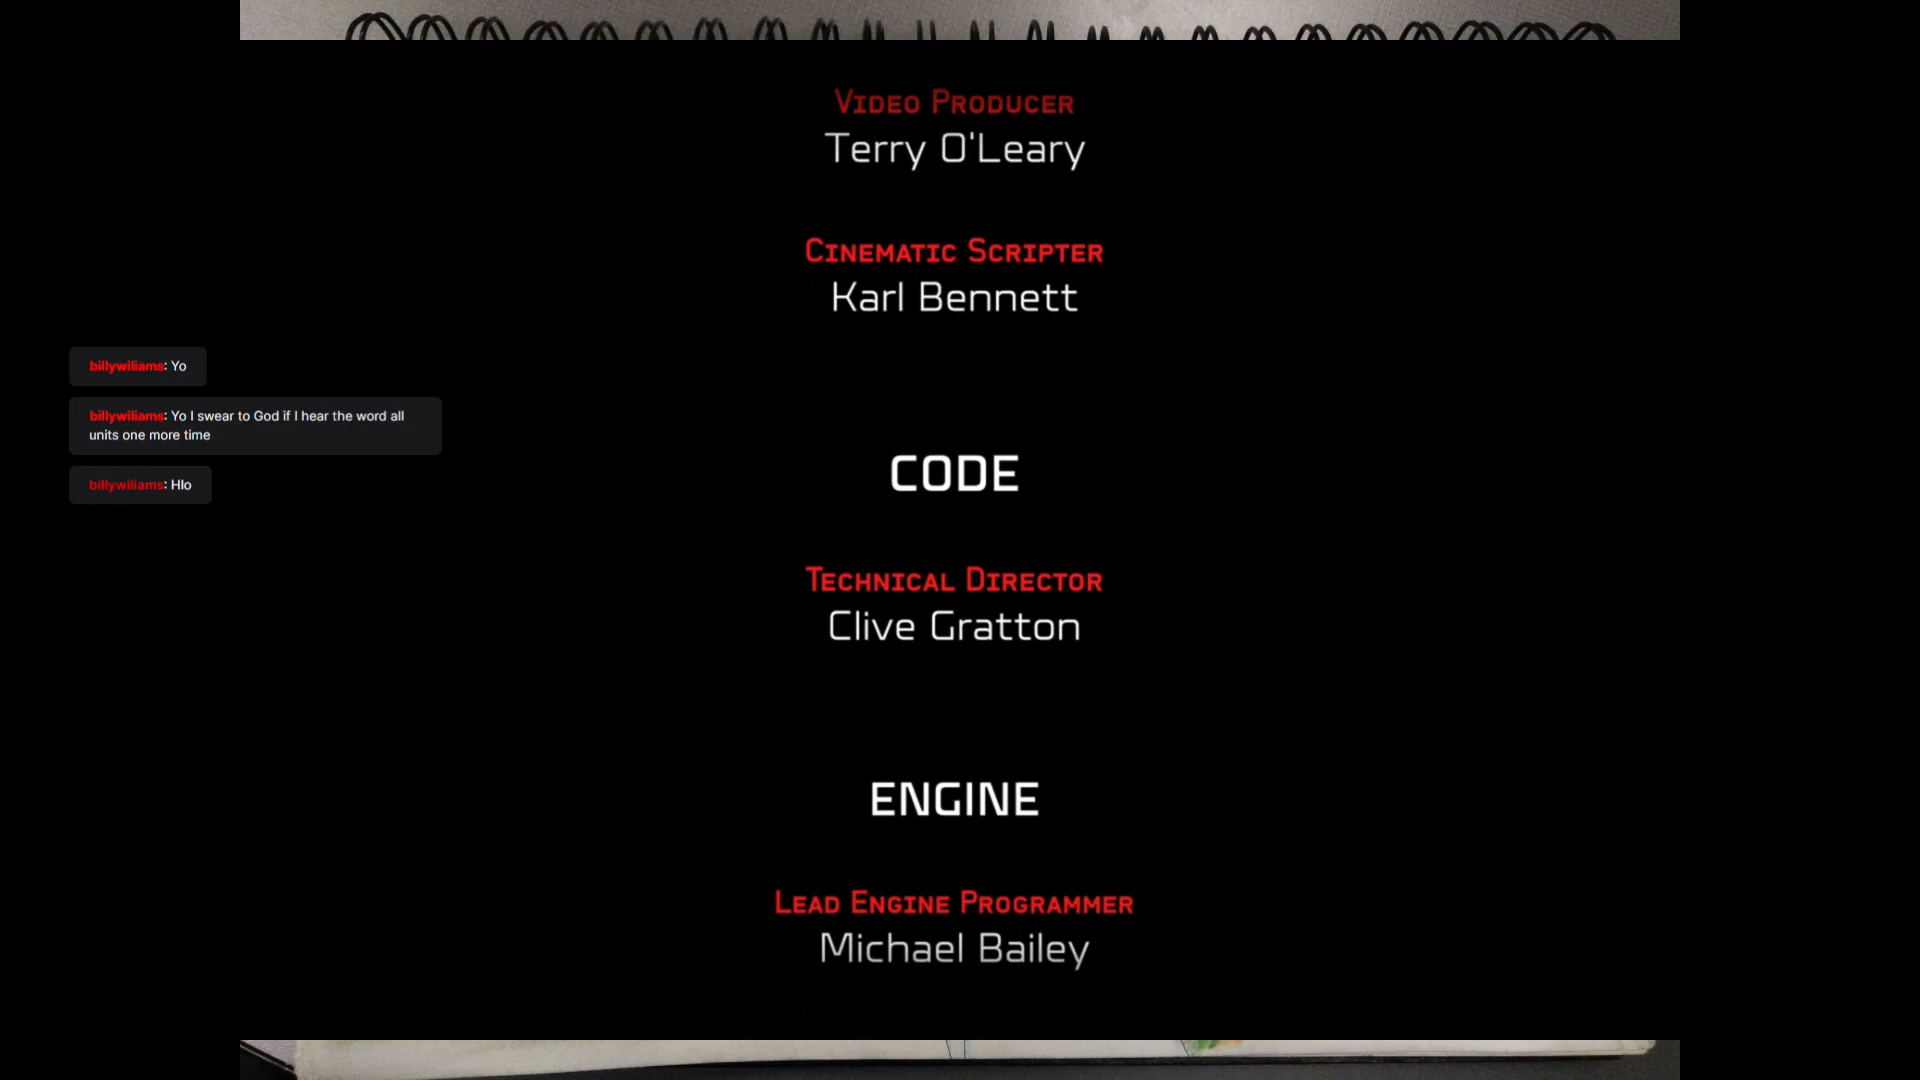 VIDEO PRODUCER
Terry O'Leary
CINEMATIC SCRIPTER
Karl Bennett
billywiliams: Yo
billywiliams: Yo I swear to God if I hear the word all
units one more time
billywiliams: Hlo
CODE
TECHNICAL DIRECTOR
Clive Gratton
ENGINE
LEAD ENGINE PROGRAMMER
Michael Bailey